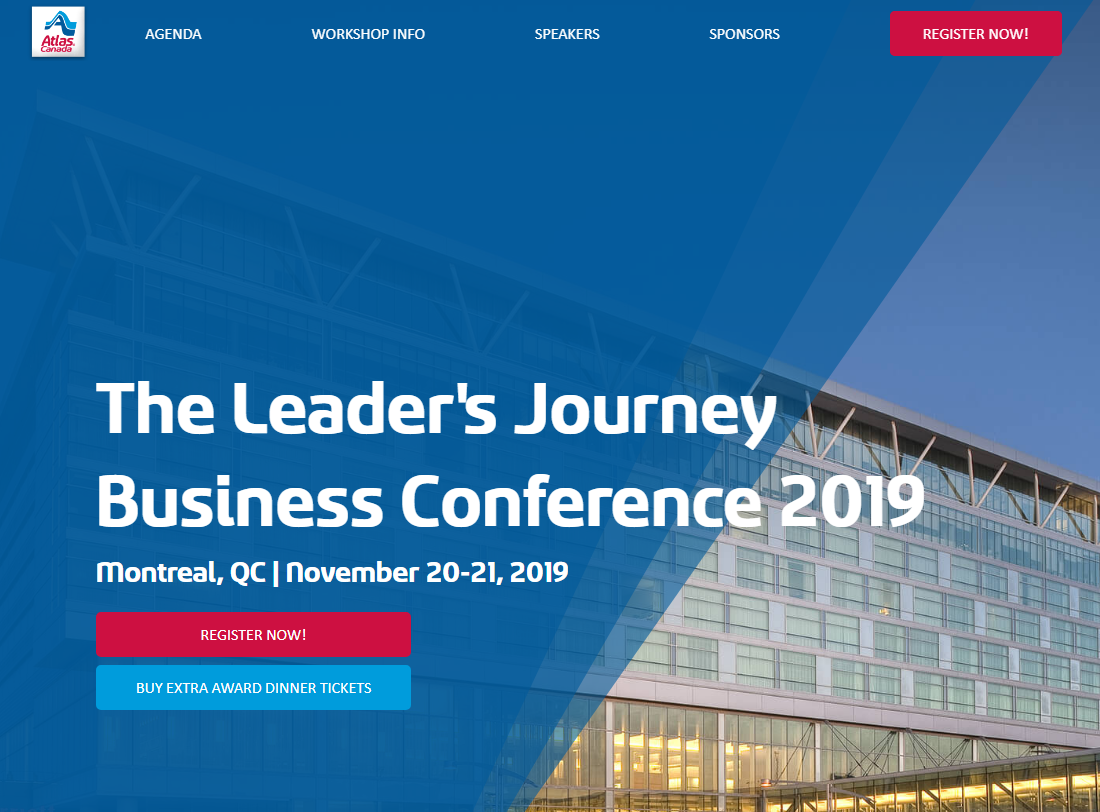 Atlas
Canada
AGENDA
WORKSHOP INFO
SPEAKERS
SPONSORS
REGISTER NOW!
The Leader's Journey
Business Conference 2019
Montreal, QC | November 20-21, 2019
REGISTER NOW!
BUY EXTRA AWARD DINNER TICKETS